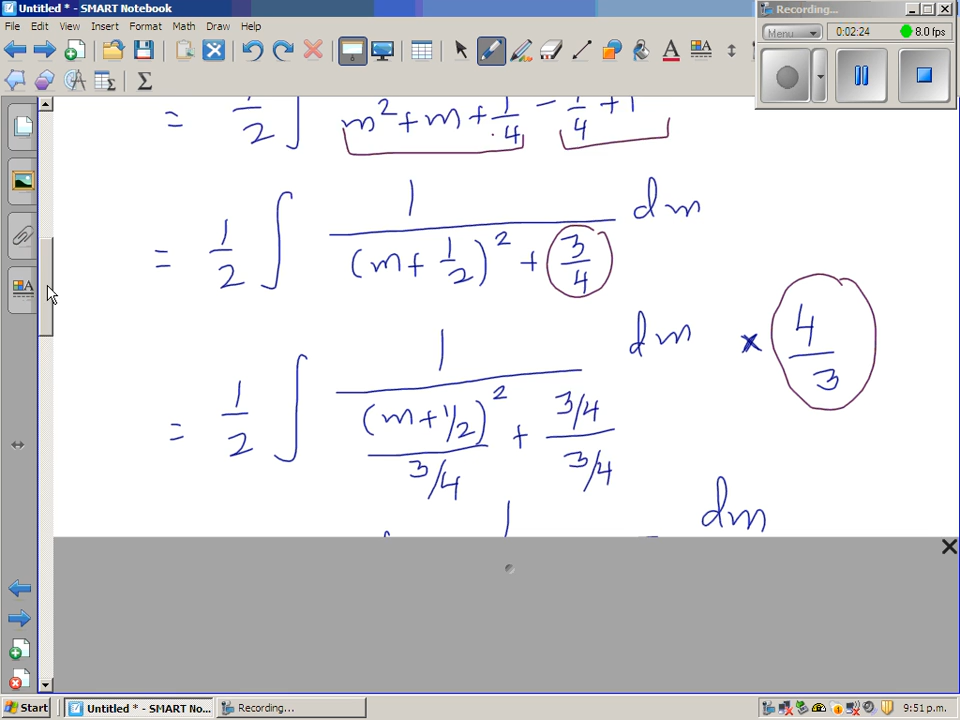 Untitled * - SMART Notebook
File Edit View Insert Format Math Draw Help
Recording...
Menu 0:02:24 8.0 fps
= 1/2 ∫ m² + m + 1/4 - 1/4 + 1
= 1/2 ∫ 1/((m + 1/2)² + 3/4) dm
= 1/2 ∫ 1/((m+1/2)²/(3/4) + (3/4)/(3/4)) dm × 4/3
1 dm
Start Untitled * - SMART No... Recording... 9:51 p.m.